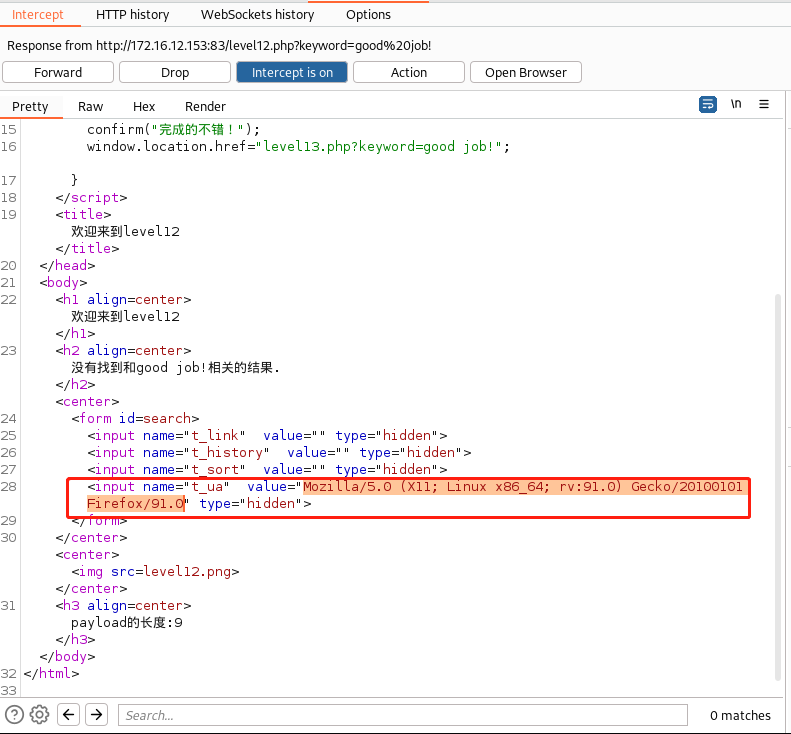 Intercept HTTP history WebSockets history Options
Response from http://172.16.12.153:83/level12.php?keyword=good%20job!
Forward Drop Intercept is on Action Open Browser
Pretty Raw Hex Render \n
15 confirm("完成的不错！");
16 window.location.href="level13.php?keyword=good job!";
17 }
18 </script>
19 <title>
欢迎来到level12
</title>
20 </head>
21 <body>
22 <h1 align=center>
欢迎来到level12
</h1>
23 <h2 align=center>
没有找到和good job!相关的结果.
</h2>
<center>
24 <form id=search>
25 <input name="t_link"  value="" type="hidden">
26 <input name="t_history"  value="" type="hidden">
27 <input name="t_sort"  value="" type="hidden">
28 <input name="t_ua"  value="Mozilla/5.0 (X11; Linux x86_64; rv:91.0) Gecko/20100101
Firefox/91.0" type="hidden">
29 </form>
30 </center>
<center>
<img src=level12.png>
</center>
31 <h3 align=center>
payload的长度:9
</h3>
</body>
32 </html>
33
Search... 0 matches